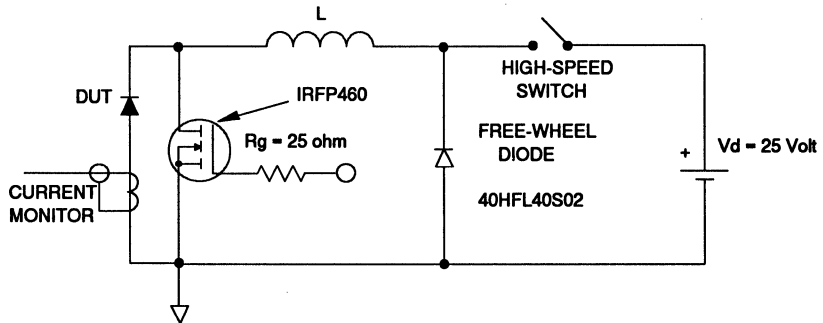 L
HIGH-SPEED
SWITCH
DUT
IRFP460
Rg = 25 ohm
FREE-WHEEL
DIODE
+
Vd = 25 Volt
CURRENT
MONITOR
40HFL40S02